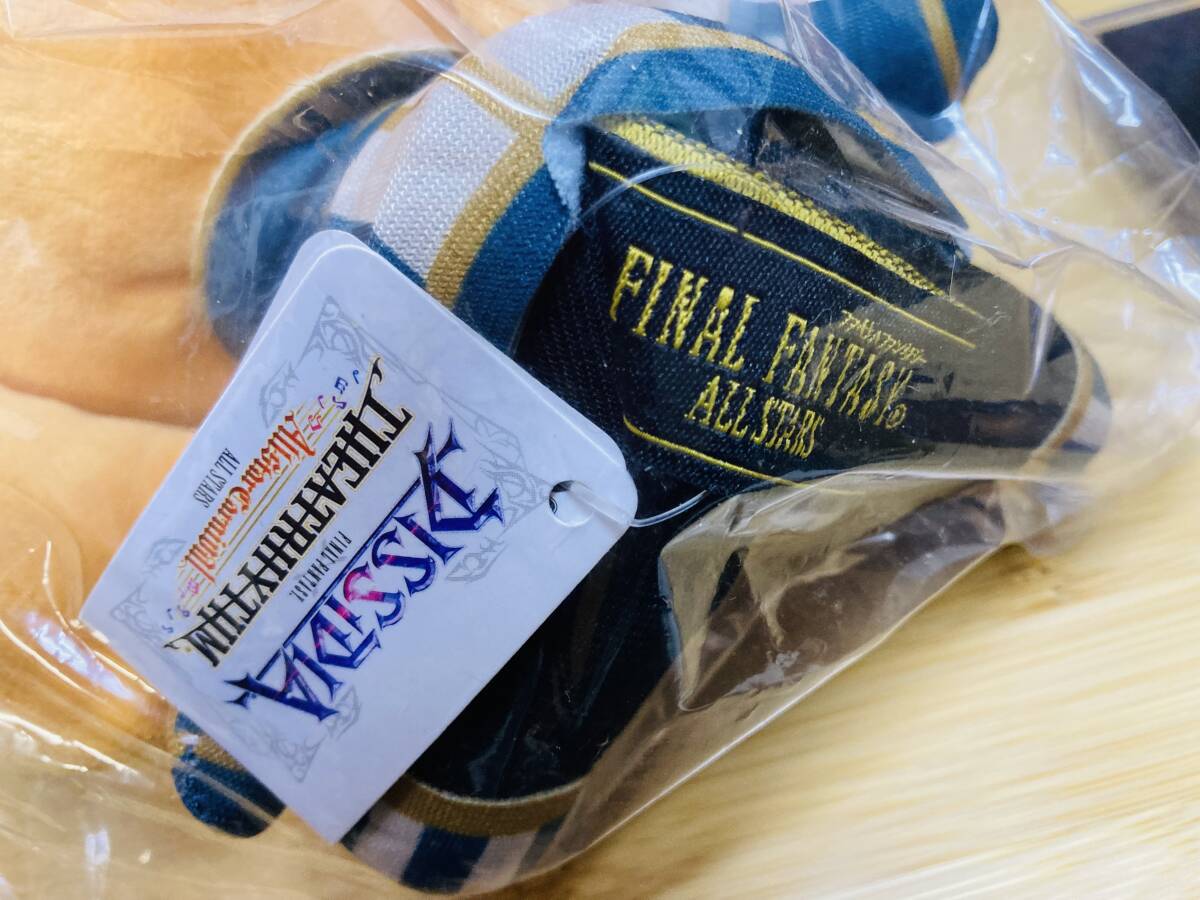 FINAL FANTASY
ファイナルファンタジー
ALL STARS
DISSIDIA
FINAL FANTASY
THEATRHYTHM
All-Star Carnival
ALL STARS